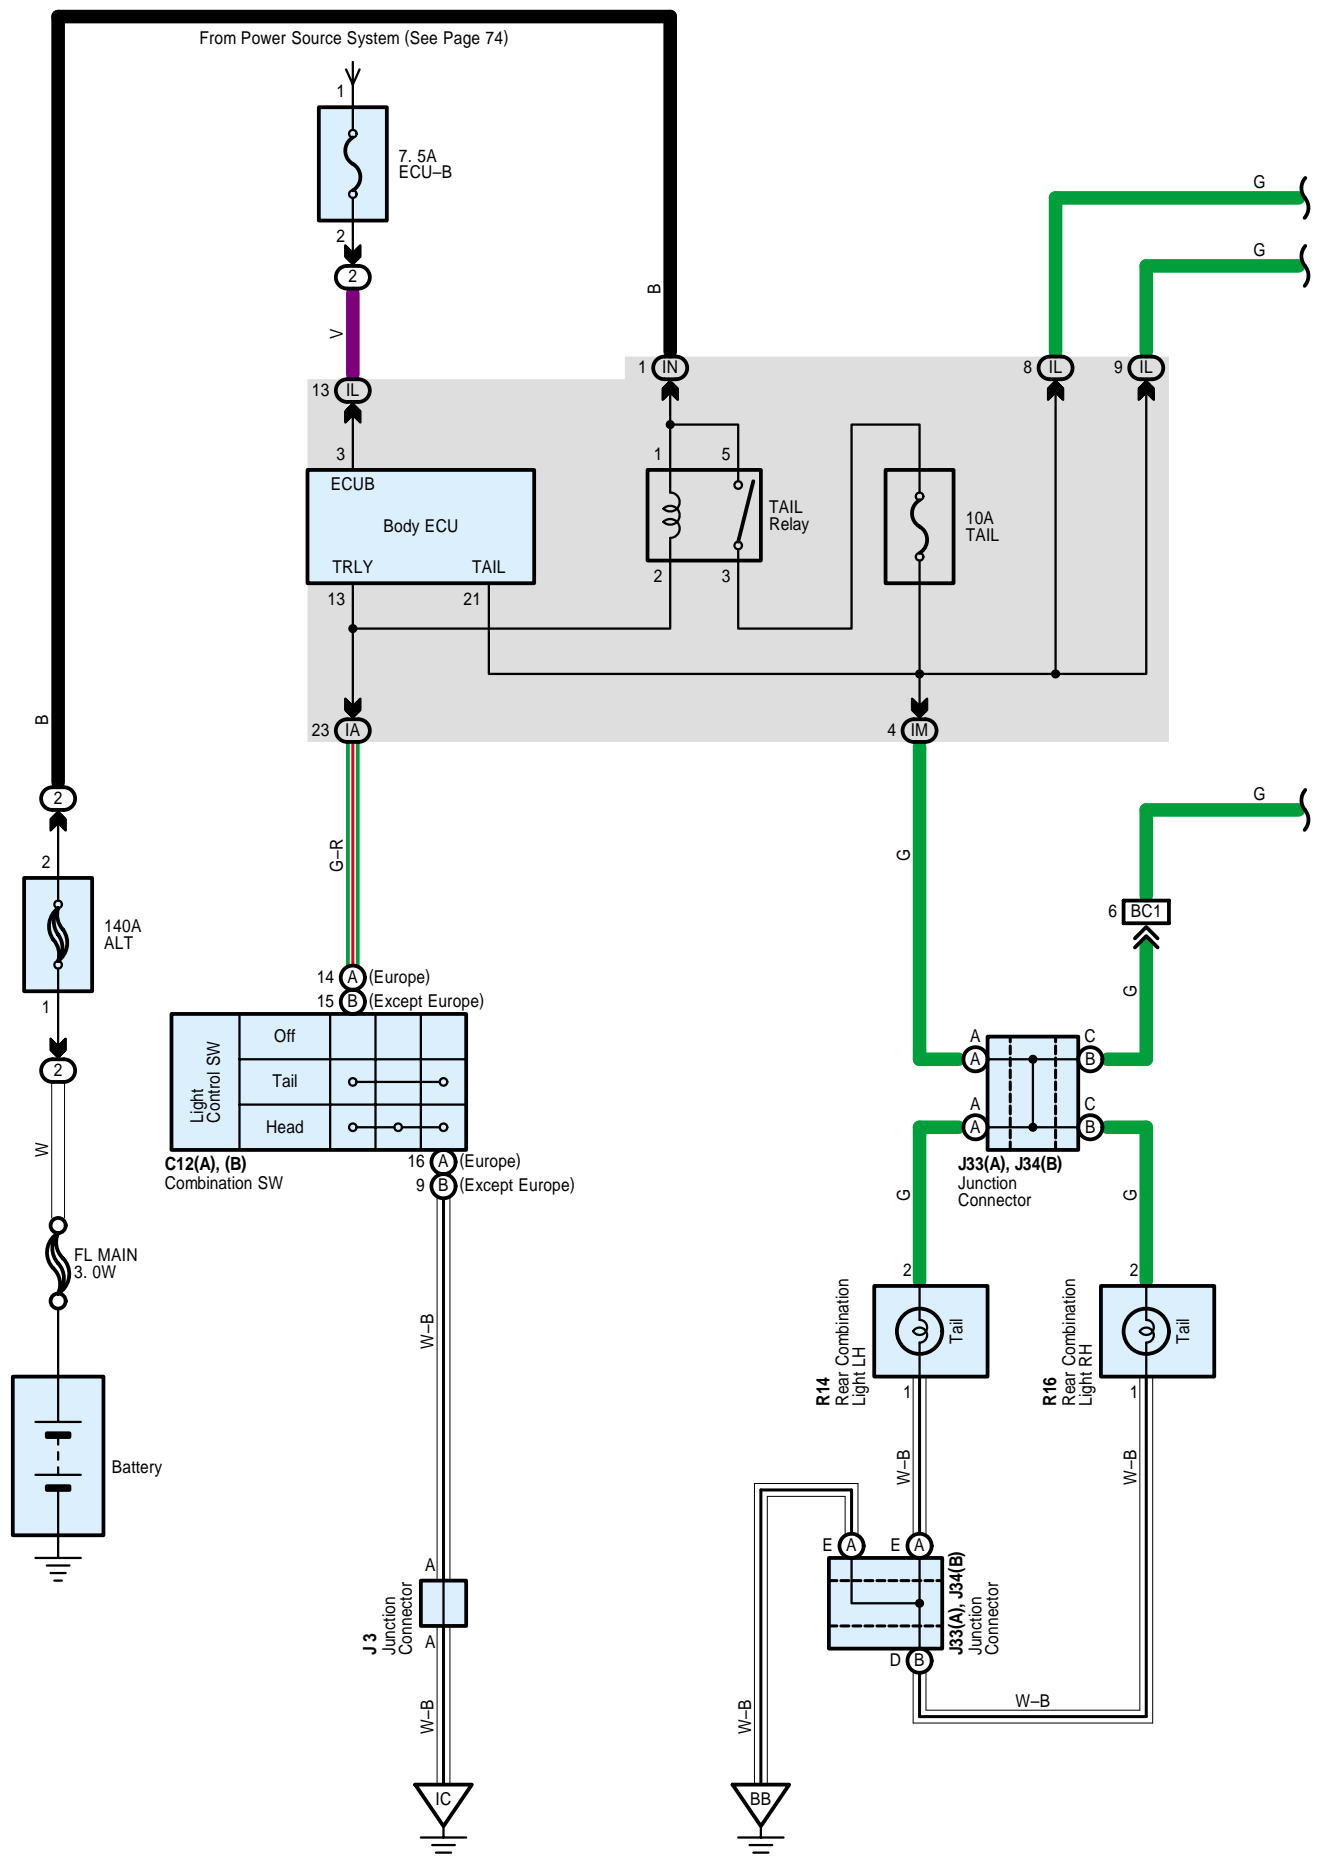 From Power Source System (See Page 74)
1
7. 5A
ECU–B
2
2
V
B
G
G
13 IL
1 IN
8 IL
9 IL
3
ECUB
Body ECU
TRLY
TAIL
13
21
1
5
TAIL
Relay
2
3
10A
TAIL
23 IA
4 IM
B
2
2
140A
ALT
1
2
W
FL MAIN
3. 0W
Battery
G–R
14 A (Europe)
15 B (Except Europe)
Light
Control SW
Off
Tail
Head
C12(A), (B)
Combination SW
16 A (Europe)
9 B (Except Europe)
W–B
A
J 3
Junction
Connector
A
W–B
IC
G
G
6 BC1
G
A
A
C
B
A
A
C
B
J33(A), J34(B)
Junction
Connector
G
G
2
2
Tail
Tail
R14
Rear Combination
Light LH
R16
Rear Combination
Light RH
1
1
W–B
W–B
E A
E A
J33(A), J34(B)
Junction
Connector
D B
W–B
W–B
BB